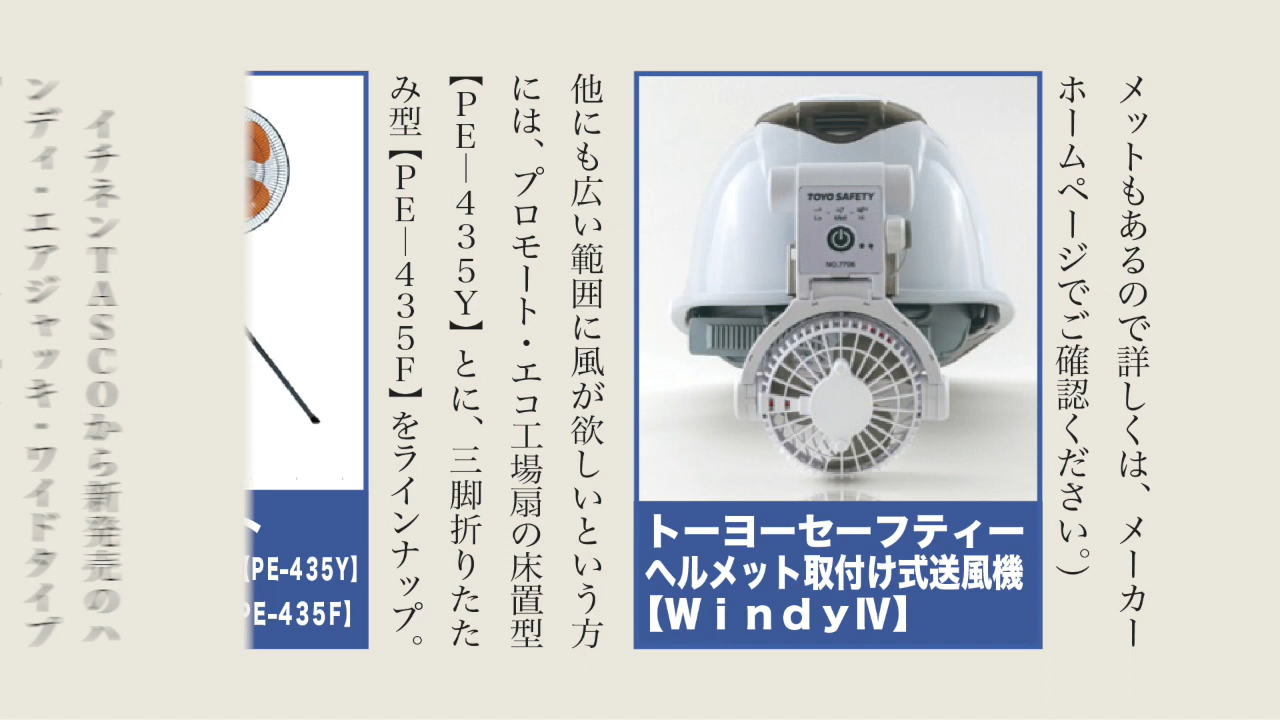 メットもあるので詳しくは、メーカー
ホームページでご確認ください。）
TOYO SAFETY
Lo Mid Hi
NO.7706
トーヨーセーフティー
ヘルメット取付け式送風機
【WindyⅣ】
他にも広い範囲に風が欲しいという方
には、プロモート・エコ工場扇の床置型
【PE―435Y】とに、三脚折りたた
み型【PE―435F】をラインナップ。
ト
【PE-435Y】
PE-435F】
イチネンTASCOから新発売のハ
ンディ・エアジャッキ・ワイドタイプ